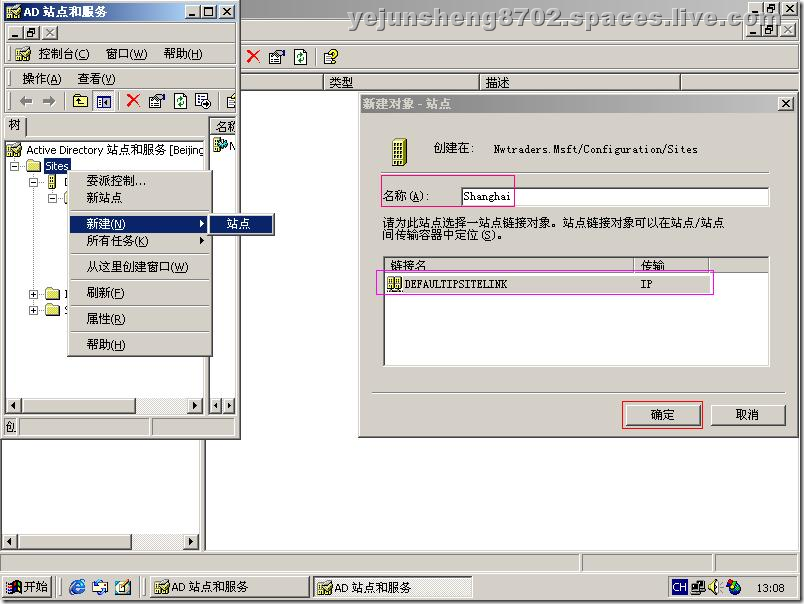 yejunsheng8702.spaces.live.com
AD 站点和服务
控制台(C) 窗口(W) 帮助(H)
操作(A) 查看(V)
树
名称
类型
描述
Active Directory 站点和服务 [Beijing
Sites
委派控制...
新站点
新建(N)
站点
所有任务(K)
从这里创建窗口(W)
刷新(F)
属性(R)
帮助(H)
新建对象 - 站点
创建在: Nwtraders.Msft/Configuration/Sites
名称(A): Shanghai
请为此站点选择一站点链接对象。站点链接对象可以在站点/站点
间传输容器中定位(S)。
链接名 传输
DEFAULTIPSITELINK IP
确定 取消
开始
AD 站点和服务
AD 站点和服务
CH
13:08